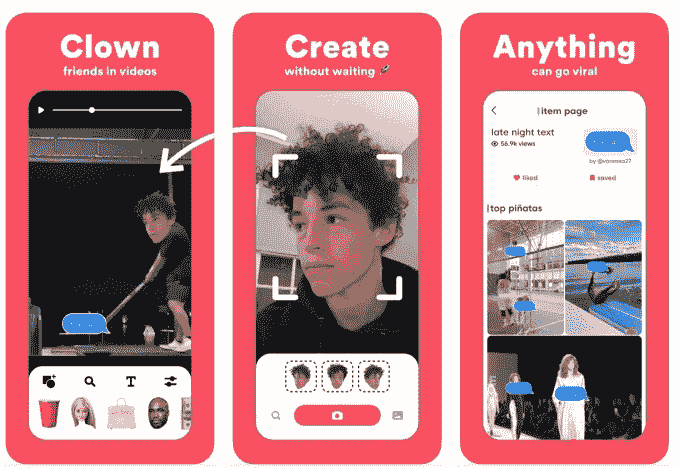 Clown
friends in videos
Create
without waiting
Anything
can go viral
item page
late night text
56.9k views
by @vanessa27
liked
saved
top piñatas
T